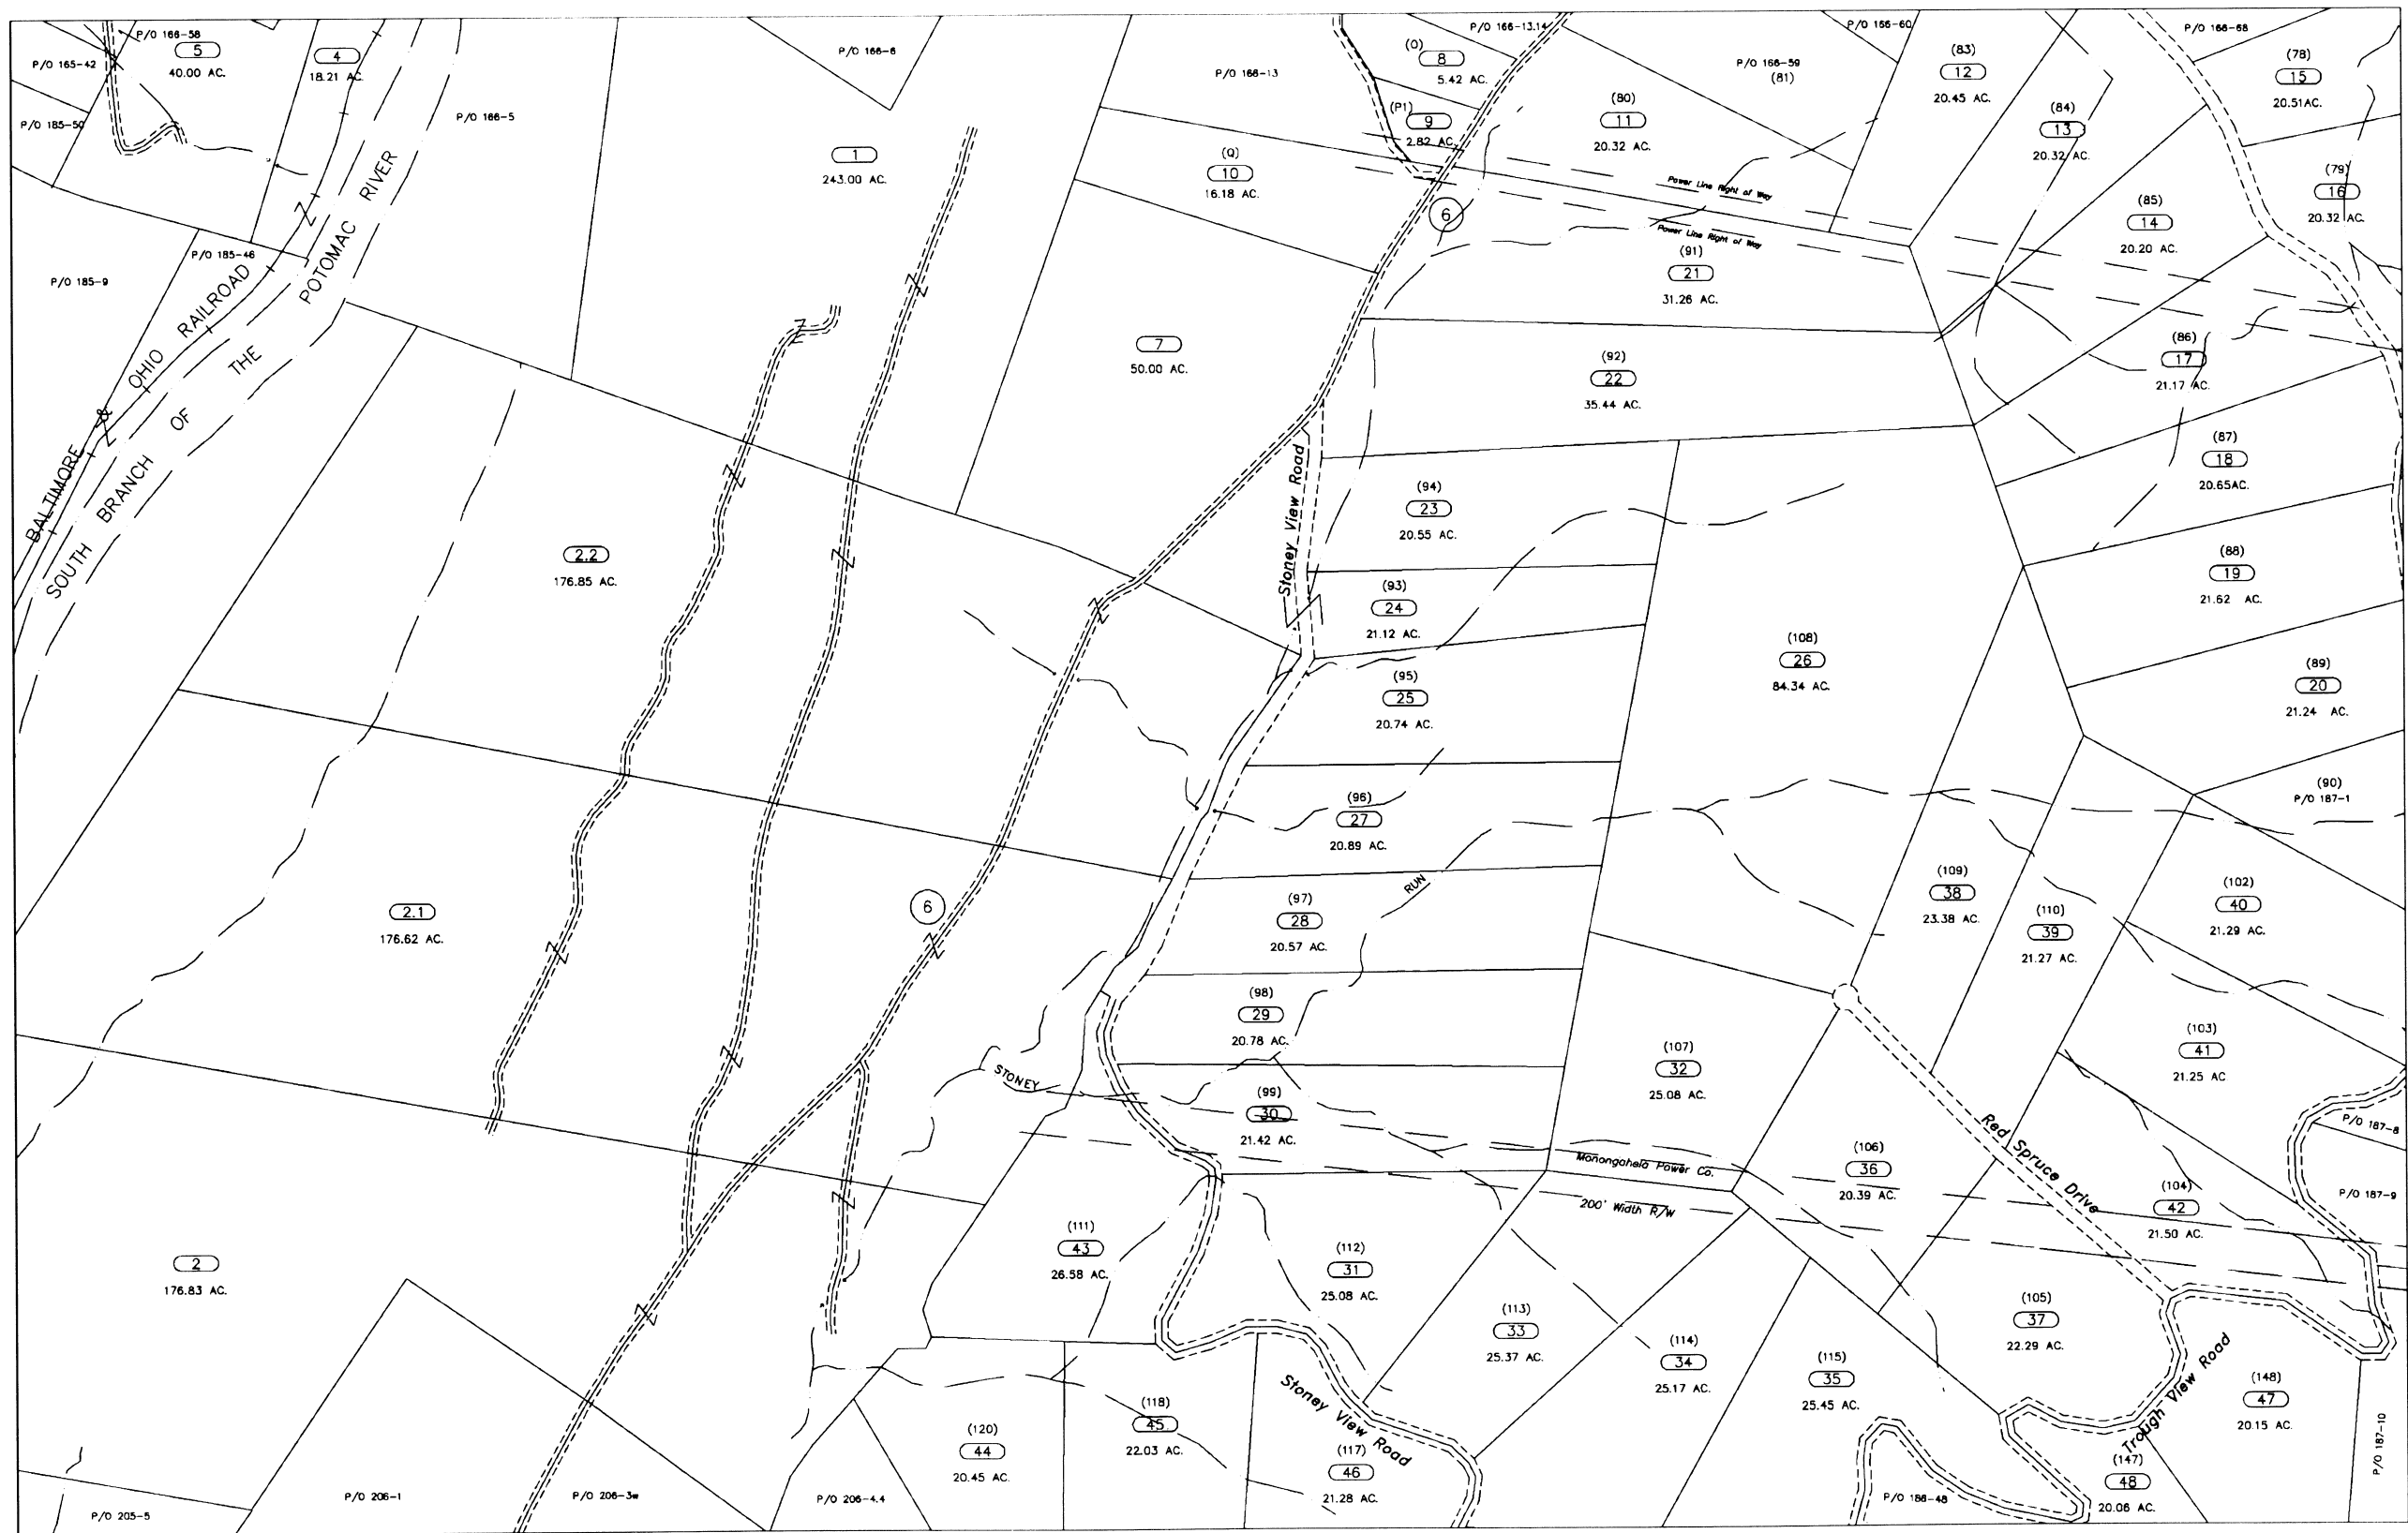 P/O 166-58
5
40.00 AC.
P/O 165-42
P/O 185-50
4
18.21 AC.
P/O 166-5
P/O 185-9
P/O 185-46
BALTIMORE & OHIO RAILROAD
SOUTH BRANCH OF THE POTOMAC RIVER
P/O 166-6
1
243.00 AC.
P/O 166-13
(Q)
10
16.18 AC.
7
50.00 AC.
P/O 166-13.14
(O)
8
5.42 AC.
(P1)
9
2.82 AC.
6
(80)
11
20.32 AC.
P/O 166-59
(81)
P/O 166-60
(83)
12
20.45 AC.
(84)
13
20.32 AC.
P/O 166-68
(78)
15
20.51AC.
(79)
16
20.32 AC.
(85)
14
20.20 AC.
Power Line Right of Way
Power Line Right of Way
(91)
21
31.26 AC.
(92)
22
35.44 AC.
(86)
17
21.17 AC.
(87)
18
20.65AC.
(88)
19
21.62 AC.
(89)
20
21.24 AC.
(90)
P/O 187-1
Stoney View Road
(94)
23
20.55 AC.
(93)
24
21.12 AC.
(95)
25
20.74 AC.
(108)
26
84.34 AC.
(96)
27
20.89 AC.
(97)
28
20.57 AC.
RUN
(98)
29
20.78 AC.
STONEY
(99)
30
21.42 AC.
2.2
176.85 AC.
2.1
176.62 AC.
6
2
176.83 AC.
(109)
38
23.38 AC.
(110)
39
21.27 AC.
(102)
40
21.29 AC.
(103)
41
21.25 AC
P/O 187-8
P/O 187-9
(107)
32
25.08 AC.
Monongahela Power Co.
200' Width R/W
(106)
36
20.39 AC.
Red Spruce Drive
(104)
42
21.50 AC.
(111)
43
26.58 AC.
(112)
31
25.08 AC.
(113)
33
25.37 AC.
(114)
34
25.17 AC.
(115)
35
25.45 AC.
(105)
37
22.29 AC.
Trough View Road
(148)
47
20.15 AC.
P/O 187-10
(147)
48
20.06 AC.
P/O 186-48
Stoney View Road
(117)
46
21.28 AC.
(118)
45
22.03 AC.
(120)
44
20.45 AC.
P/O 206-4.4
P/O 206-3
P/O 206-1
P/O 205-5